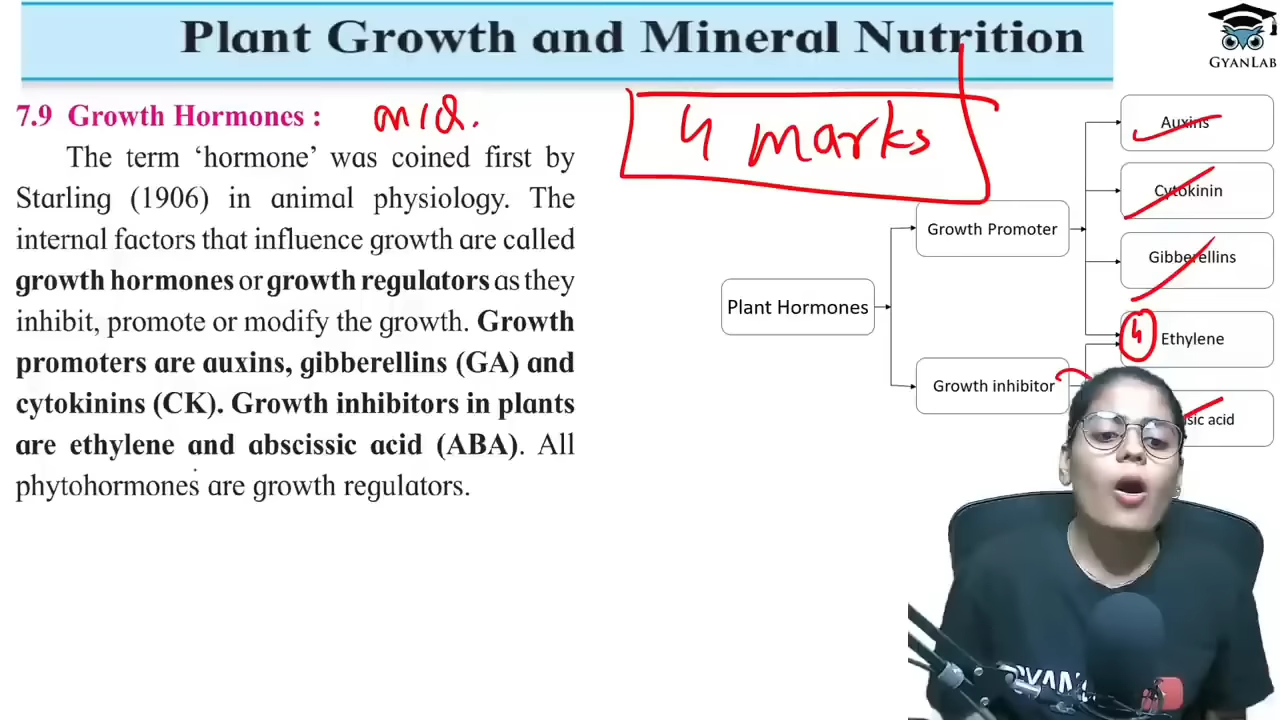 Plant Growth and Mineral Nutrition
GYANLAB
7.9 Growth Hormones :
The term ‘hormone’ was coined first by
Starling (1906) in animal physiology. The
internal factors that influence growth are called
growth hormones or growth regulators as they
inhibit, promote or modify the growth. Growth
promoters are auxins, gibberellins (GA) and
cytokinins (CK). Growth inhibitors in plants
are ethylene and abscissic acid (ABA). All
phytohormones are growth regulators.
4 marks
Plant Hormones
Growth Promoter
Growth inhibitor
Auxins
Cytokinin
Gibberellins
4
Ethylene
acid